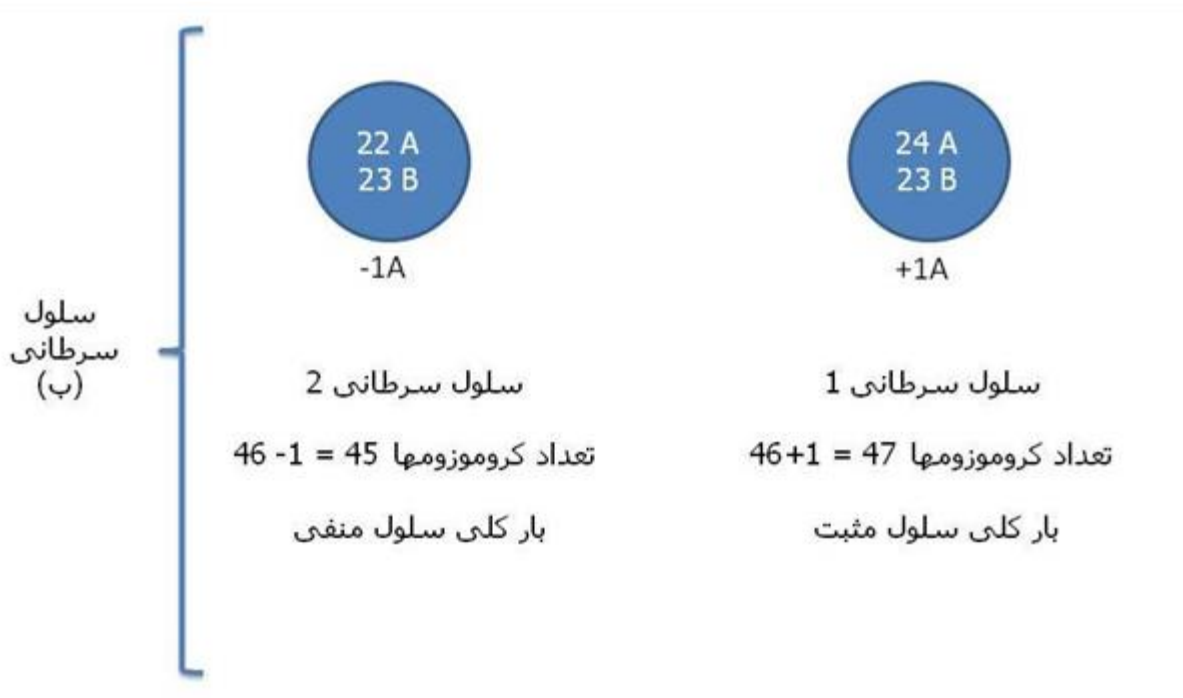 24 A
23 B
+1A
سلول سرطانی 1
تعداد کروموزومها 47 = 1+46
بار کلی سلول مثبت
22 A
23 B
-1A
سلول سرطانی 2
تعداد کروموزومها 45 = 1- 46
بار کلی سلول منفی
سلول
سرطانی
(ب)